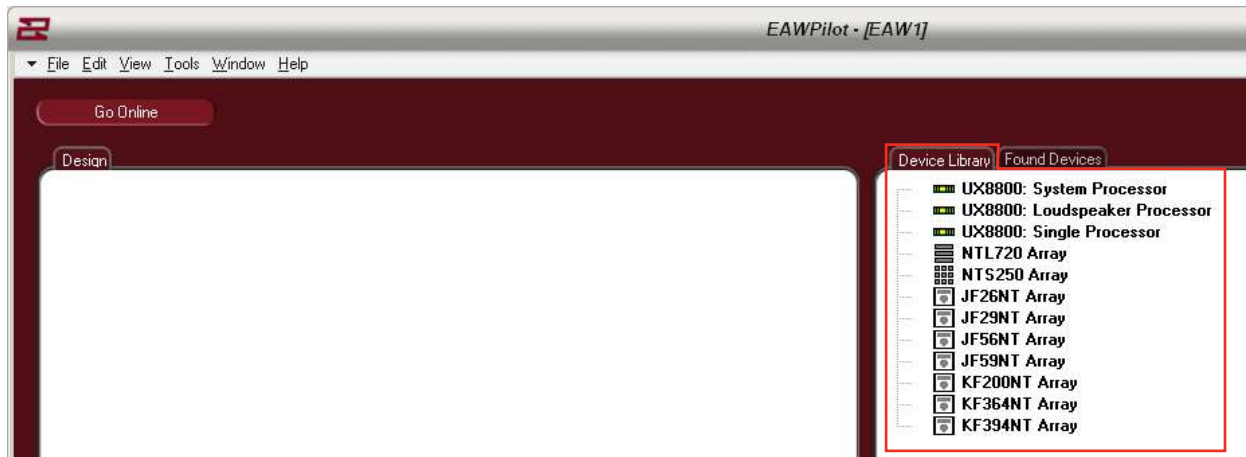 EAWPilot - [EAW1]
File Edit View Tools Window Help
Go Online
Design
Device Library Found Devices
UX8800: System Processor
UX8800: Loudspeaker Processor
UX8800: Single Processor
NTL720 Array
NTS250 Array
JF26NT Array
JF29NT Array
JF56NT Array
JF59NT Array
KF200NT Array
KF364NT Array
KF394NT Array